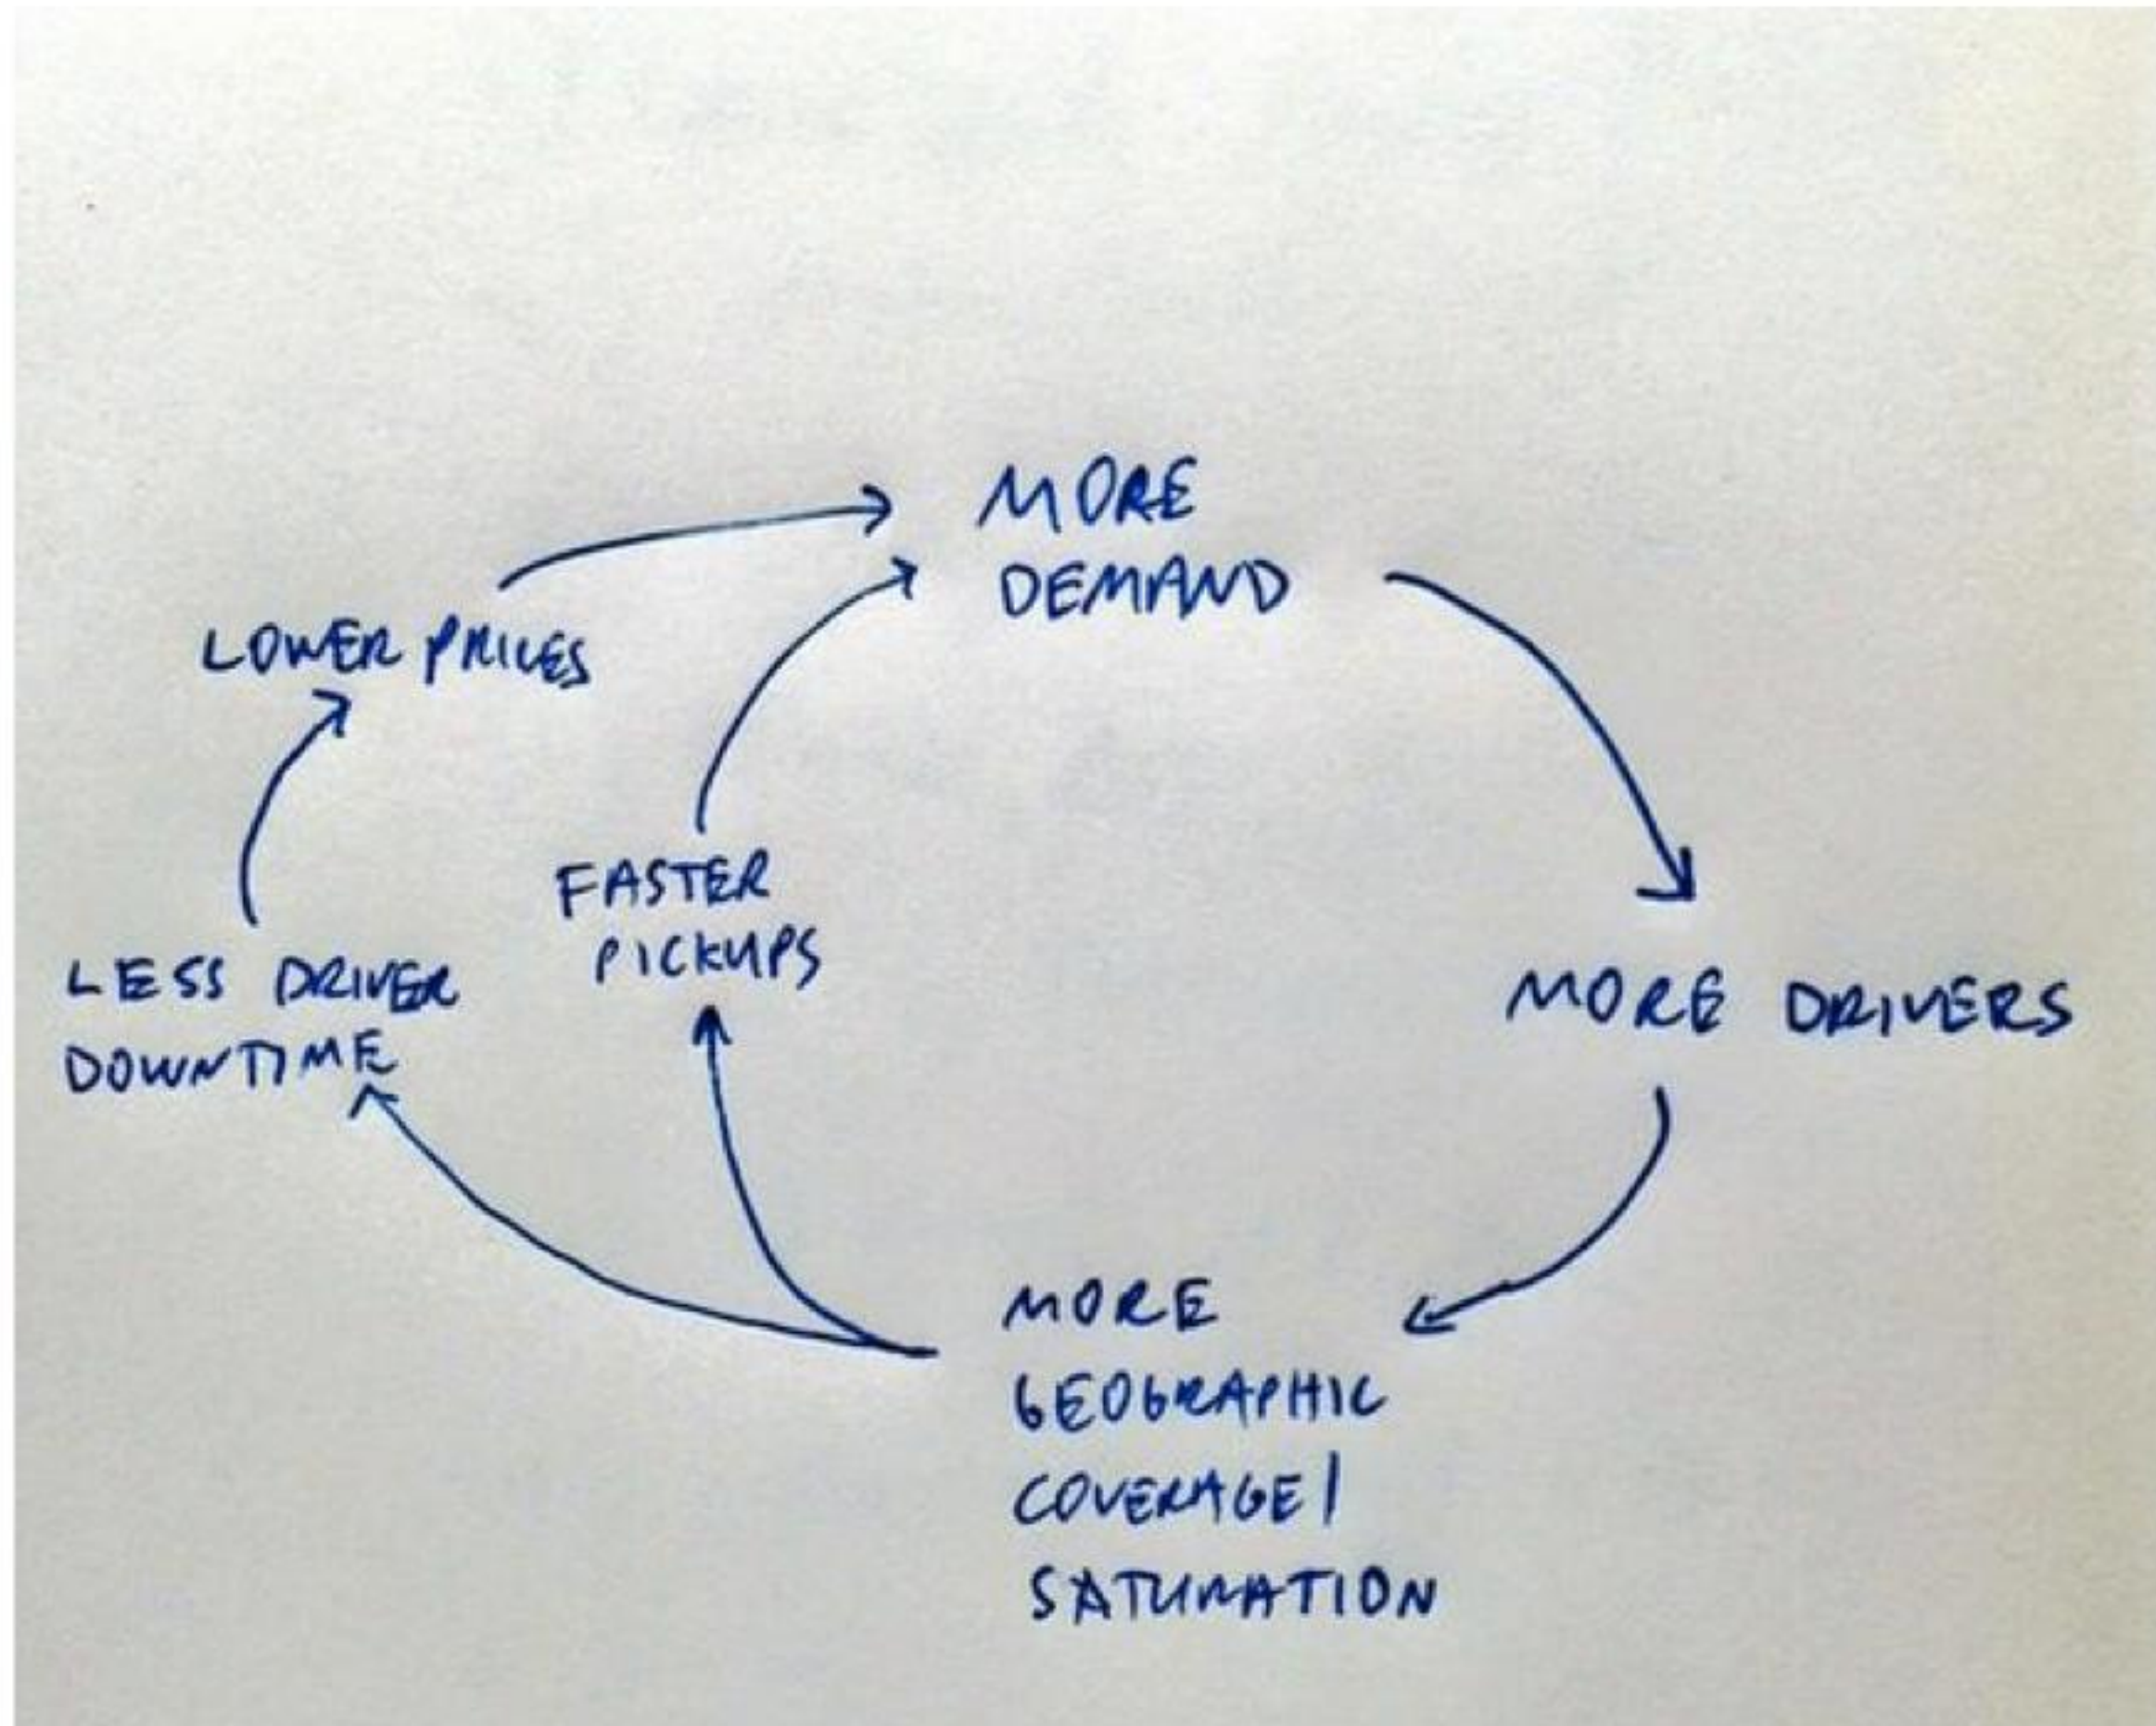 MORE
DEMAND
LOWER PRICES
FASTER
PICKUPS
LESS DRIVER
DOWNTIME
MORE DRIVERS
MORE
GEOGRAPHIC
COVERAGE/
SATURATION